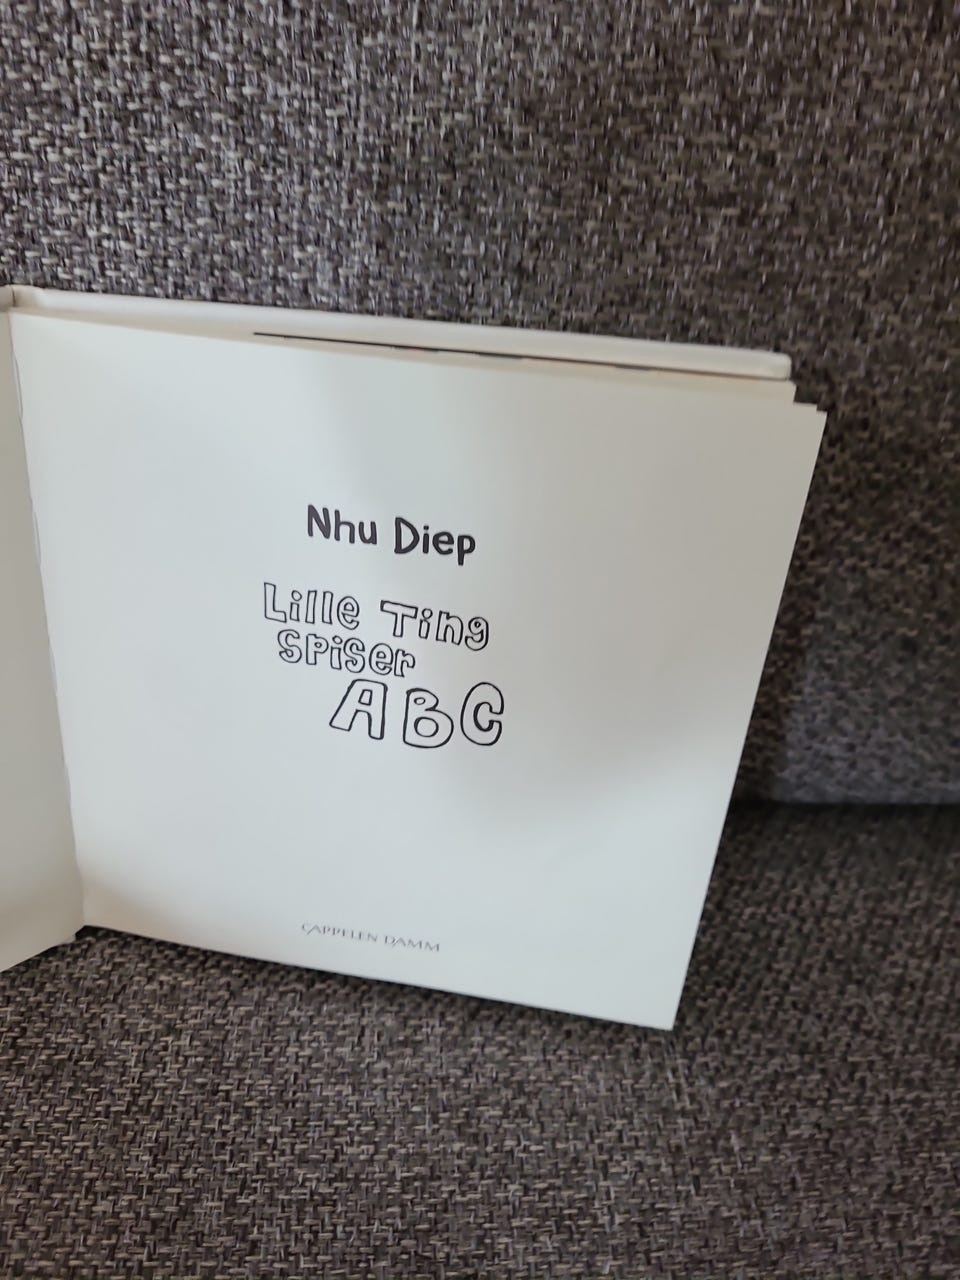 Nhu Diep
Lille Ting
spiser
ABC
CAPPELEN DAMM